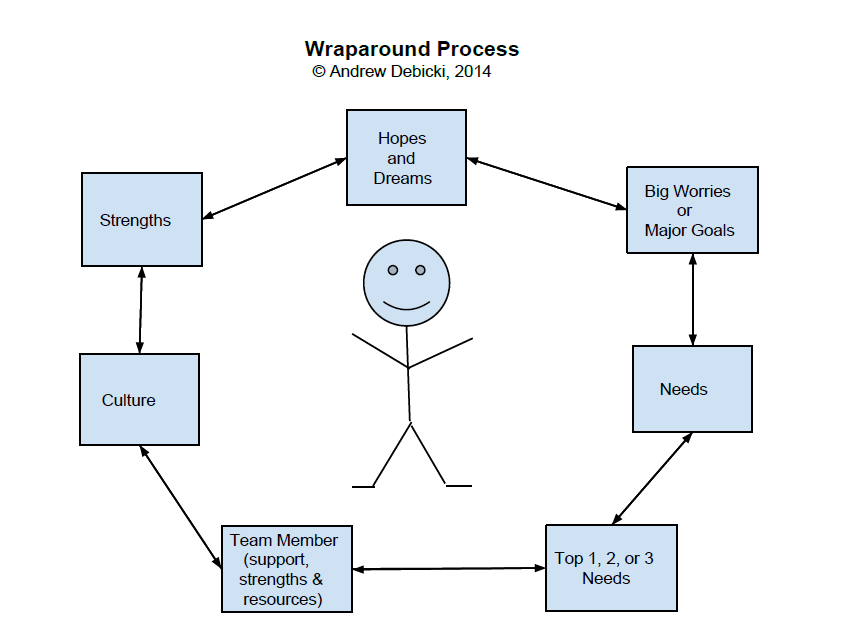 Wraparound Process
© Andrew Debicki, 2014
Hopes
and
Dreams
Big Worries
or
Major Goals
Strengths
Needs
Culture
Team Member
(support,
strengths &
resources)
Top 1, 2, or 3
Needs